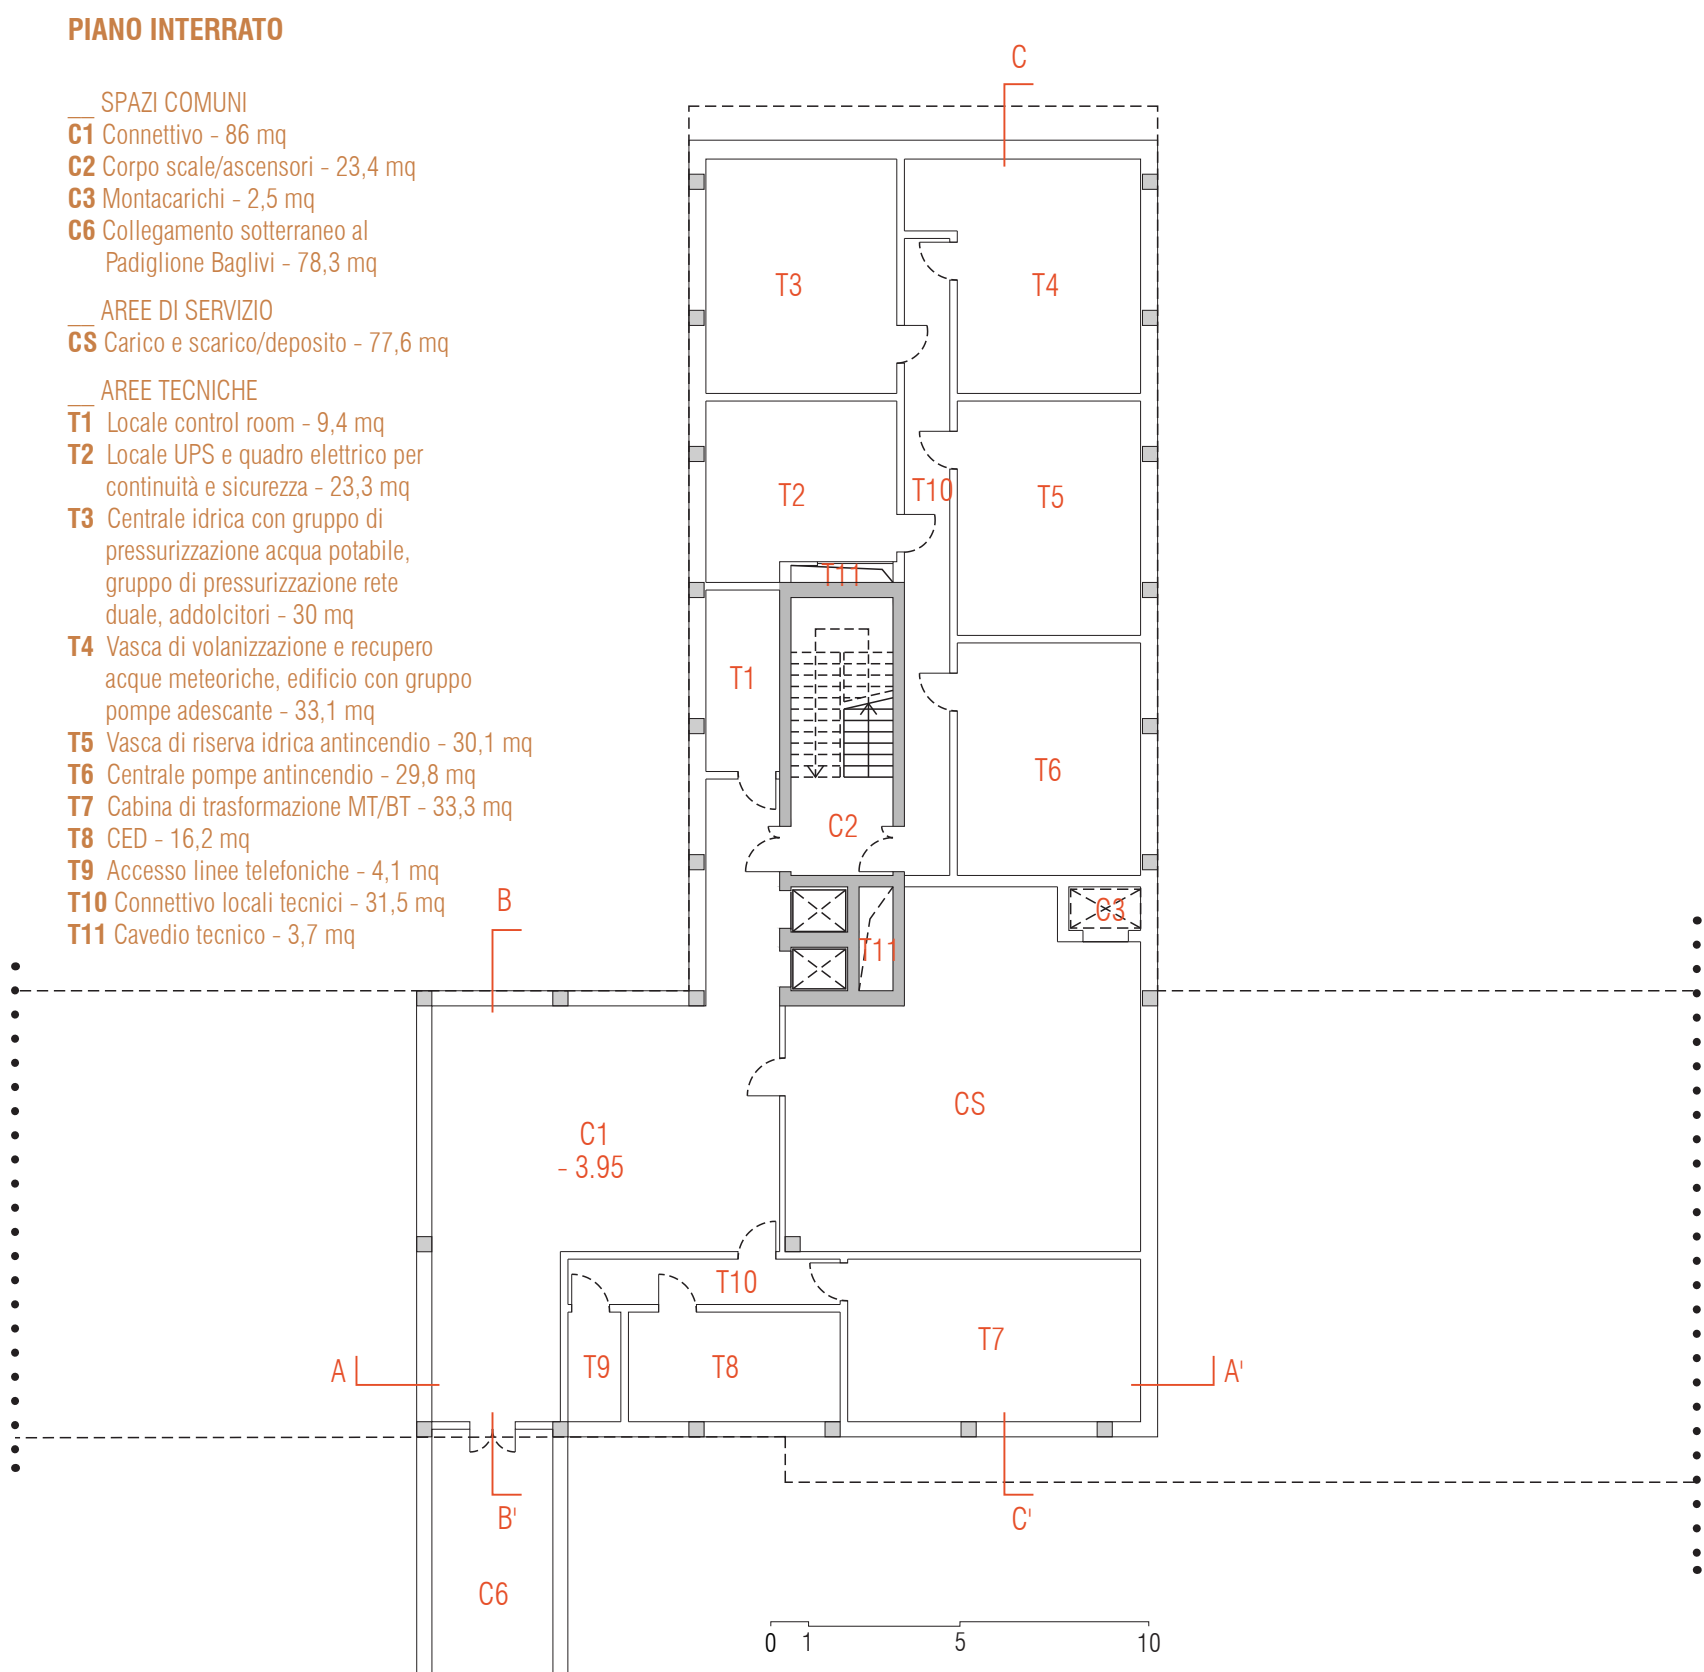 PIANO INTERRATO
__ SPAZI COMUNI
C1 Connettivo - 86 mq
C2 Corpo scale/ascensori - 23,4 mq
C3 Montacarichi - 2,5 mq
C6 Collegamento sotterraneo al
Padiglione Baglivi - 78,3 mq
__ AREE DI SERVIZIO
CS Carico e scarico/deposito - 77,6 mq
__ AREE TECNICHE
T1 Locale control room - 9,4 mq
T2 Locale UPS e quadro elettrico per
continuità e sicurezza - 23,3 mq
T3 Centrale idrica con gruppo di
pressurizzazione acqua potabile,
gruppo di pressurizzazione rete
duale, addolcitori - 30 mq
T4 Vasca di volanizzazione e recupero
acque meteoriche, edificio con gruppo
pompe adescante - 33,1 mq
T5 Vasca di riserva idrica antincendio - 30,1 mq
T6 Centrale pompe antincendio - 29,8 mq
T7 Cabina di trasformazione MT/BT - 33,3 mq
T8 CED - 16,2 mq
T9 Accesso linee telefoniche - 4,1 mq
T10 Connettivo locali tecnici - 31,5 mq
T11 Cavedio tecnico - 3,7 mq
C
T3
T4
T2
T10
T5
T11
T1
T6
C2
B
C3
T11
CS
C1
- 3.95
T10
T7
T9
T8
A
A'
B'
C'
C6
0 1 5 10